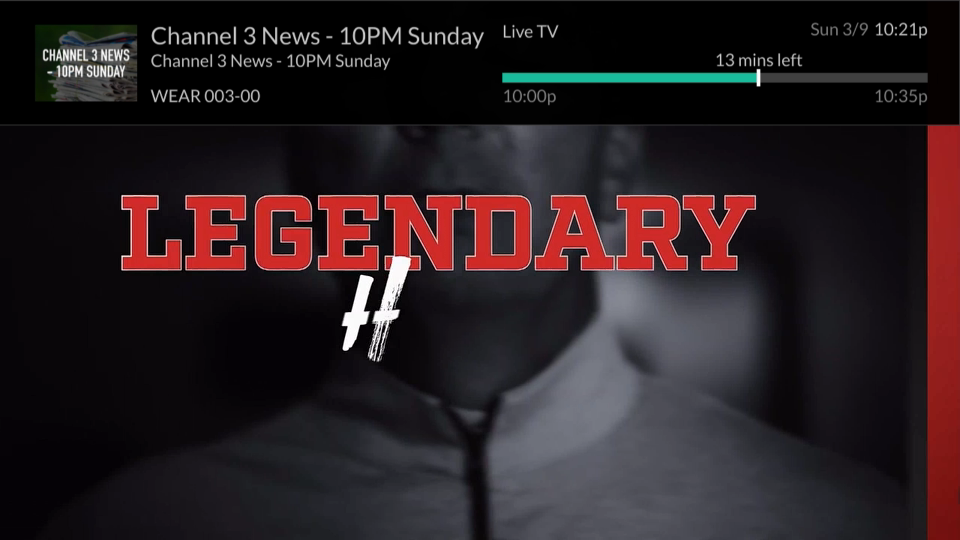 CHANNEL 3 NEWS
- 10PM SUNDAY
Channel 3 News - 10PM Sunday
Channel 3 News - 10PM Sunday
WEAR 003-00
Live TV
Sun 3/9 10:21p
13 mins left
10:00p
10:35p
LEGENDARY
H